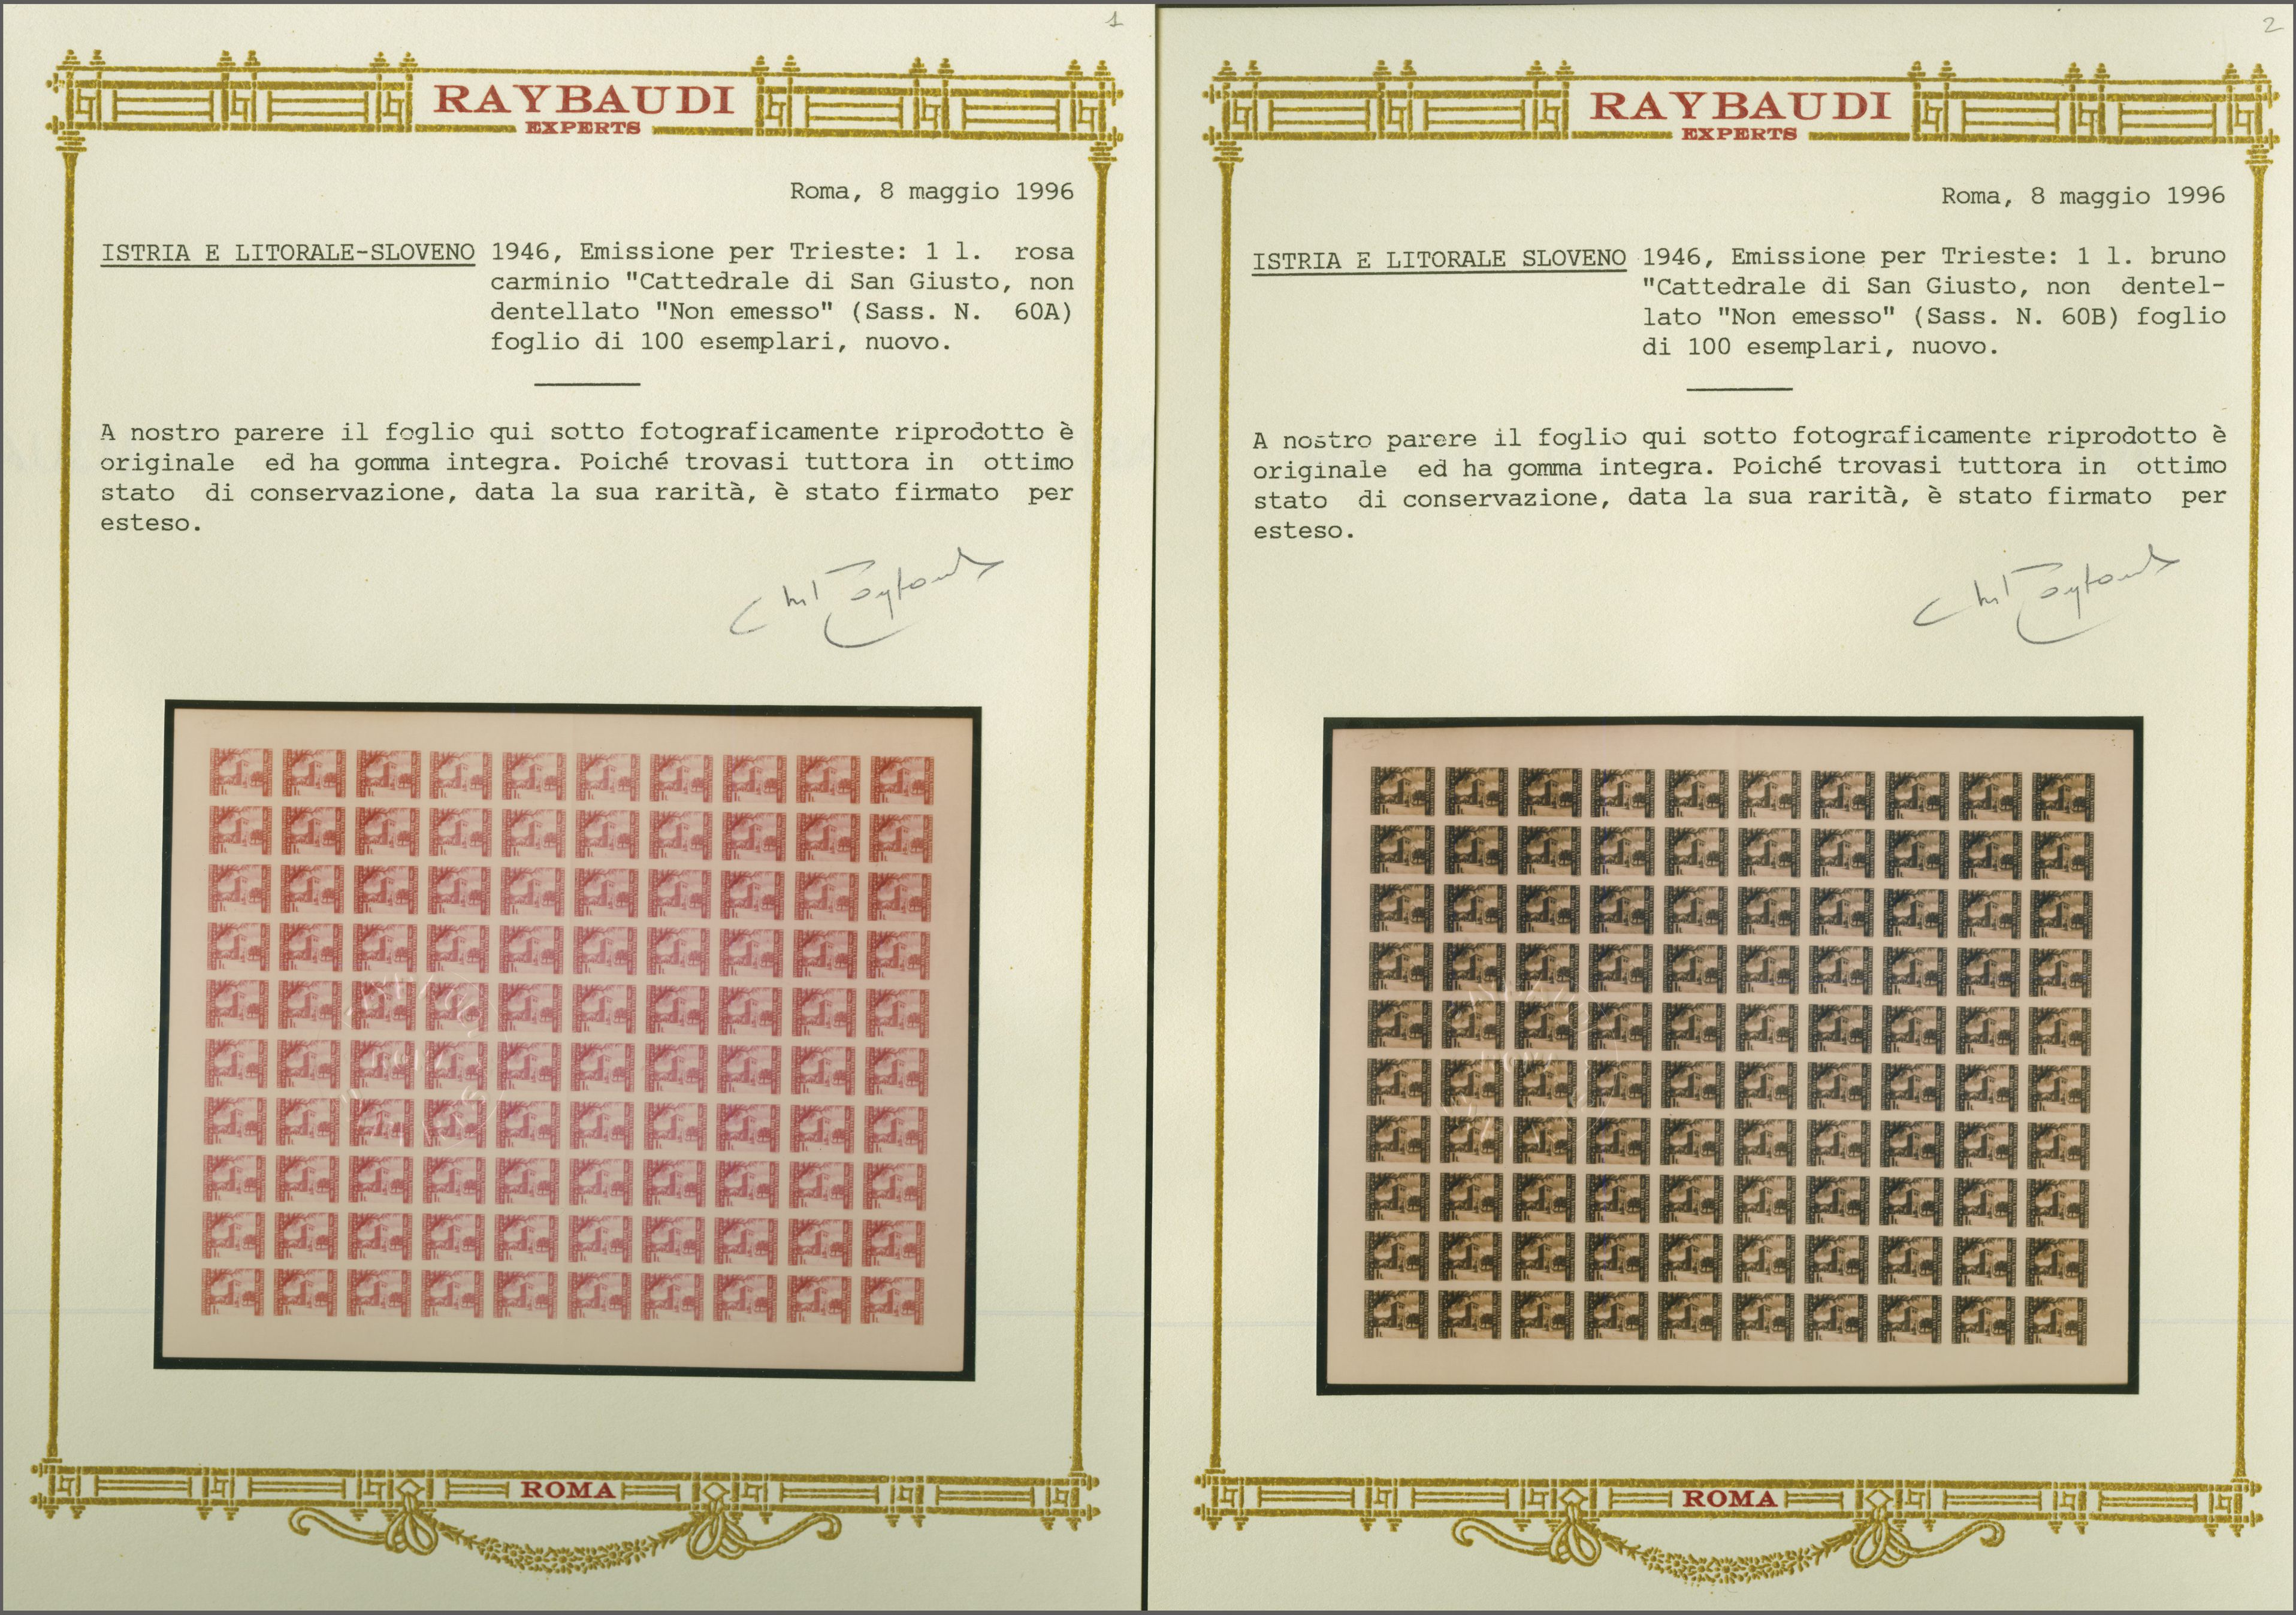 1
RAYBAUDI
EXPERTS
Roma, 8 maggio 1996
ISTRIA E LITORALE-SLOVENO 1946, Emissione per Trieste: 1 l. rosa
carminio "Cattedrale di San Giusto, non
dentellato "Non emesso" (Sass. N. 60A)
foglio di 100 esemplari, nuovo.
A nostro parere il foglio qui sotto fotograficamente riprodotto è
originale ed ha gomma integra. Poiché trovasi tuttora in ottimo
stato di conservazione, data la sua rarità, è stato firmato per
esteso.
ROMA
2
RAYBAUDI
EXPERTS
Roma, 8 maggio 1996
ISTRIA E LITORALE SLOVENO 1946, Emissione per Trieste: 1 l. bruno
"Cattedrale di San Giusto, non dentel-
lato "Non emesso" (Sass. N. 60B) foglio
di 100 esemplari, nuovo.
A nostro parere il foglio qui sotto fotograficamente riprodotto è
originale ed ha gomma integra. Poiché trovasi tuttora in ottimo
stato di conservazione, data la sua rarità, è stato firmato per
esteso.
ROMA